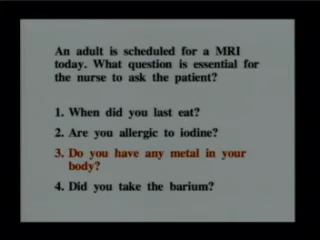 An adult is scheduled for a MRI
today. What question is essential for
the nurse to ask the patient?
1. When did you last eat?
2. Are you allergic to iodine?
3. Do you have any metal in your
body?
4. Did you take the barium?